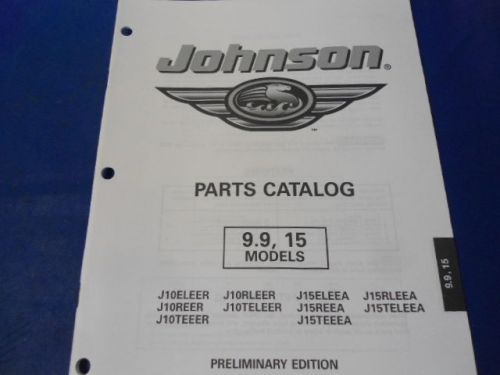 Johnson®
™
PARTS CATALOG
9.9, 15
MODELS
J10ELEER J10RLEER J15ELEEA J15RLEEA
J10REER J10TELEER J15REEA J15TELEEA
J10TEEER J15TEEEA
9.9, 15
PRELIMINARY EDITION